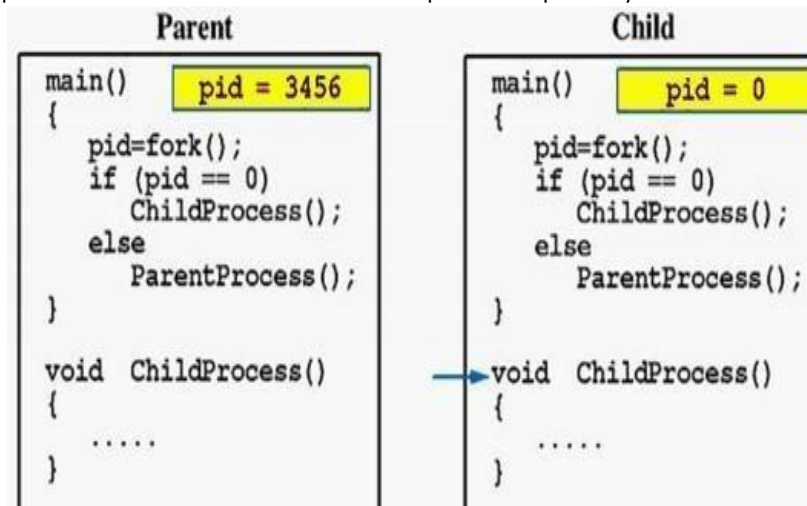 Parent
main()
pid = 3456
{
pid=fork();
if (pid == 0)
ChildProcess();
else
ParentProcess();
}
void ChildProcess()
{
.....
}
Child
main()
pid = 0
{
pid=fork();
if (pid == 0)
ChildProcess();
else
ParentProcess();
}
void ChildProcess()
{
.....
}